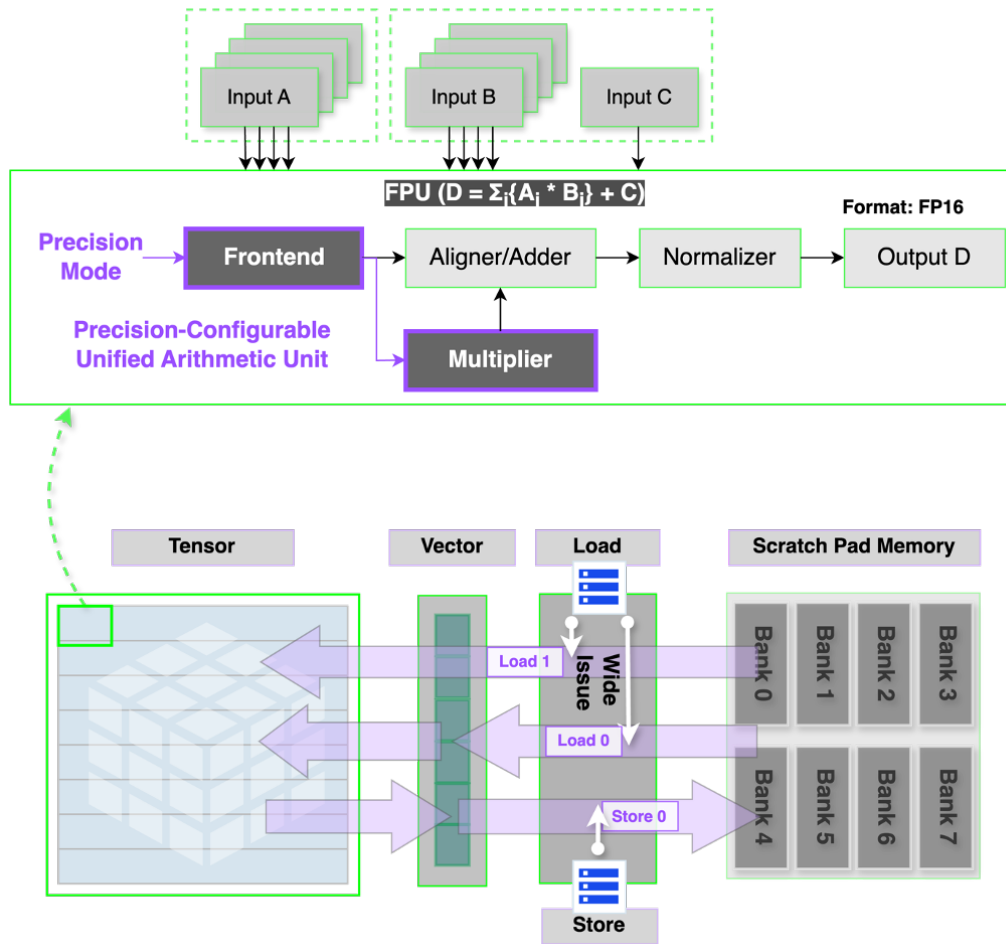 Input A
Input B
Input C
FPU (D = Σi{Ai * Bi} + C)
Format: FP16
Precision
Mode
Frontend
Aligner/Adder
Normalizer
Output D
Precision-Configurable
Unified Arithmetic Unit
Multiplier
Tensor
Vector
Load
Scratch Pad Memory
Load 1
Wide
Issue
Load 0
Store 0
Bank 0
Bank 1
Bank 2
Bank 3
Bank 4
Bank 5
Bank 6
Bank 7
Store